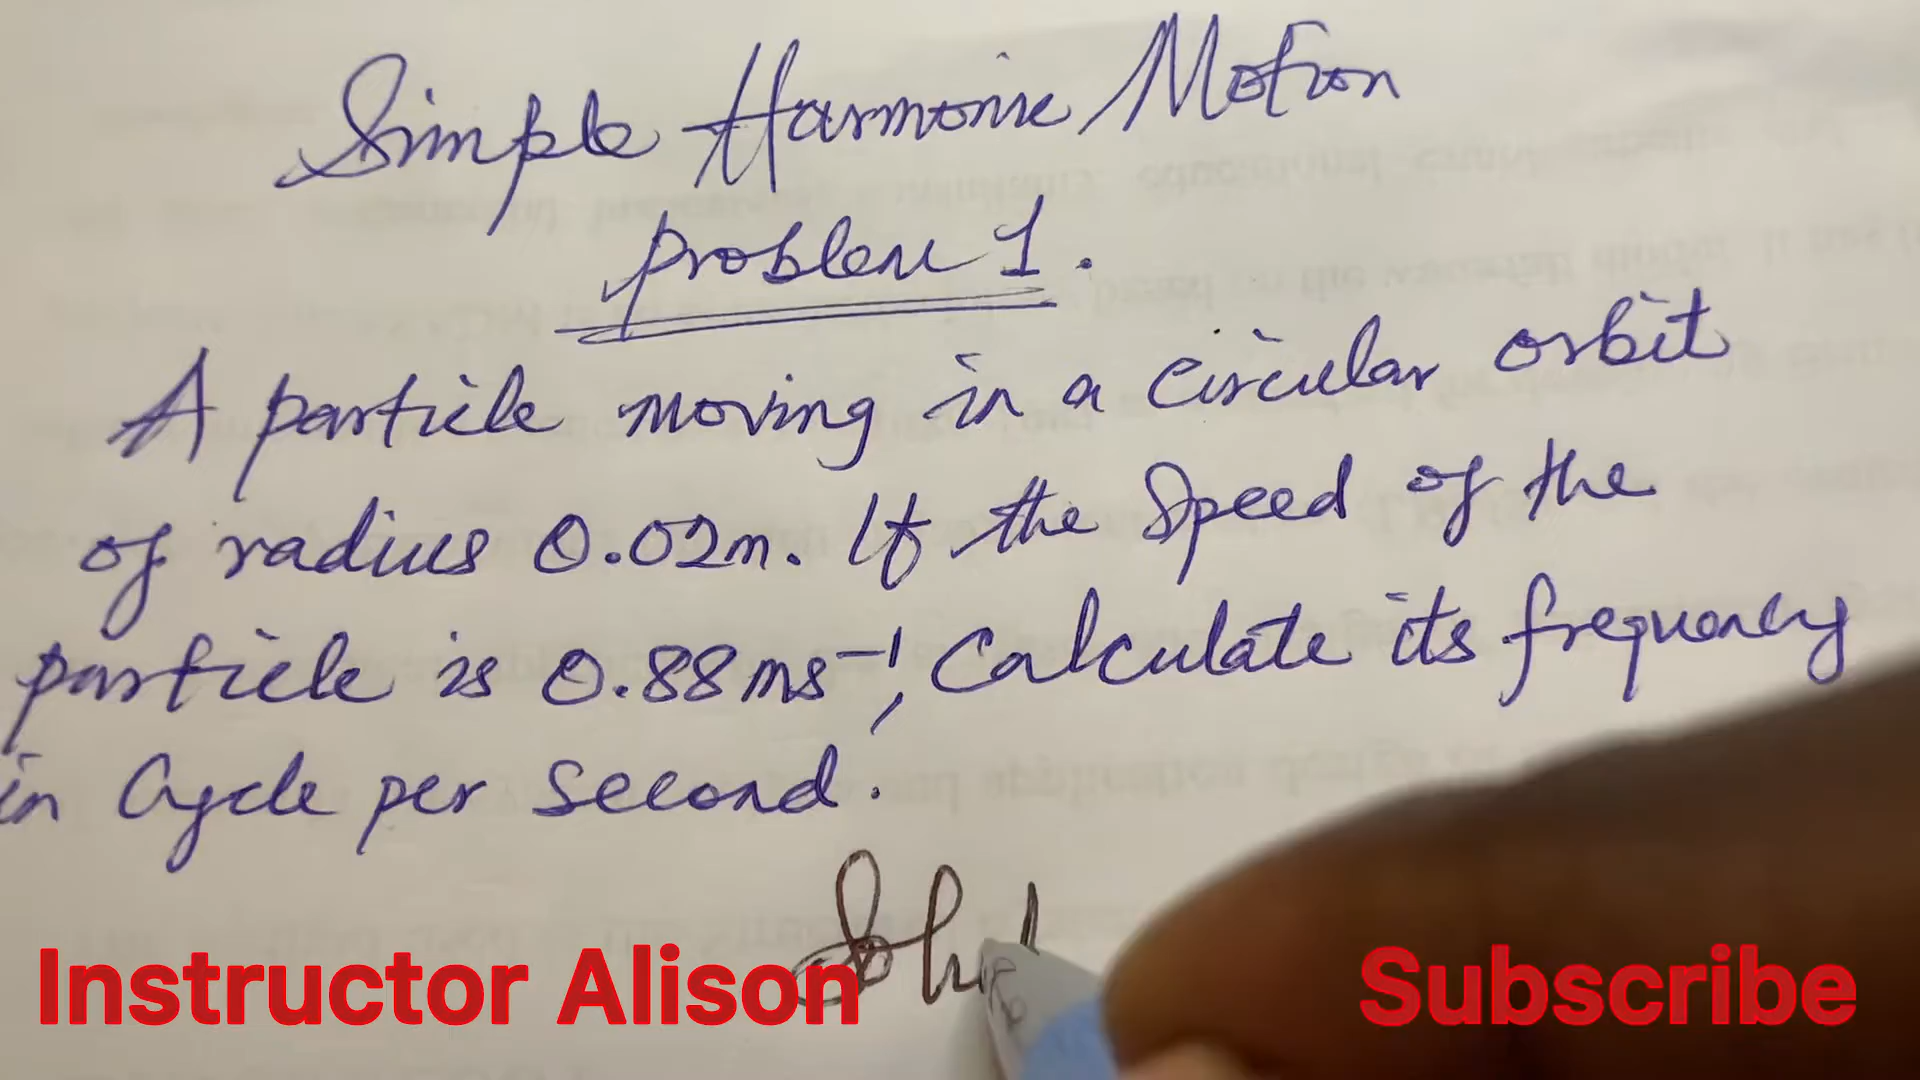 Simple Harmonic Motion
problem 1.
A particle moving in a circular orbit
of radius 0.02m. If the speed of the
particle is 0.88ms⁻¹, Calculate its frequency
in Cycle per second.
Instructor Alison
Subscribe